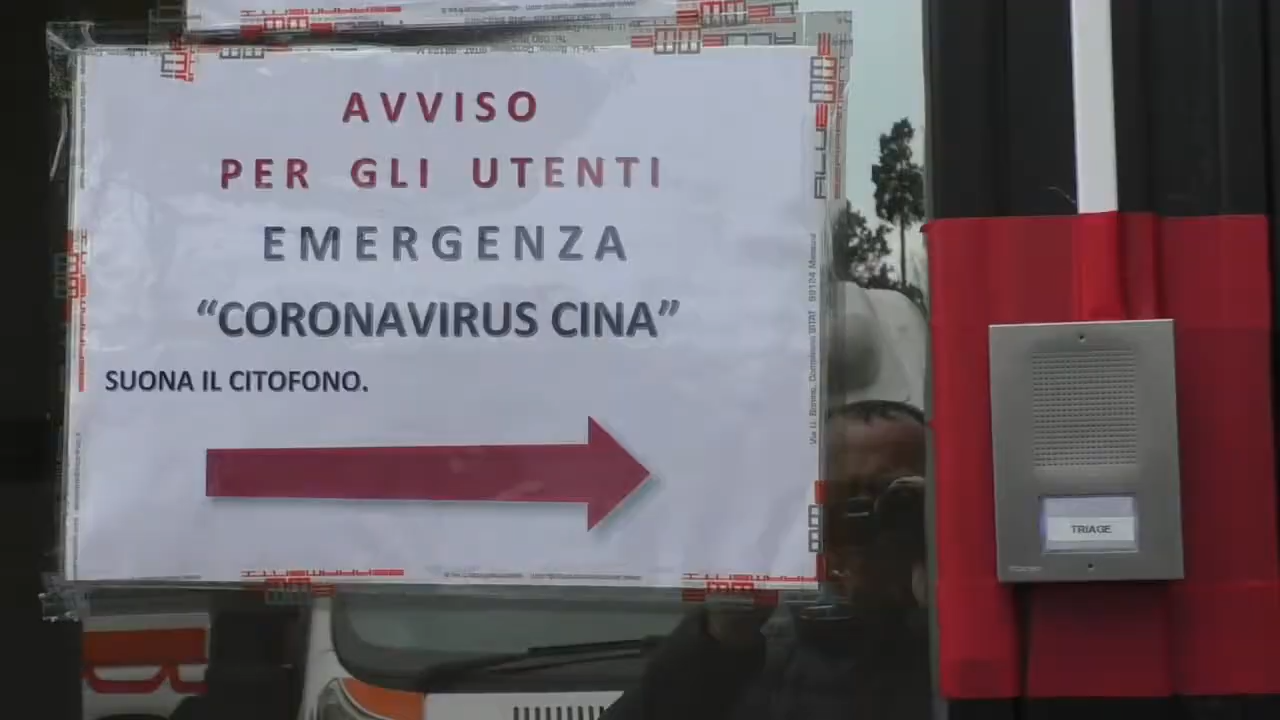 AVVISO
PER GLI UTENTI
EMERGENZA
“CORONAVIRUS CINA”
SUONA IL CITOFONO.
TRIAGE